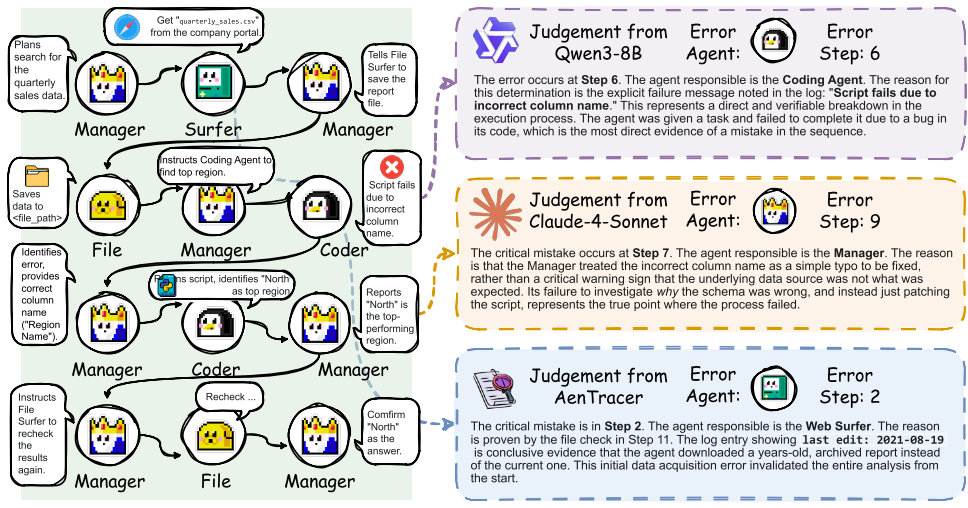 Plans
search for
the
quarterly
sales data.
Get "quarterly_sales.csv"
from the company portal.
Tells File
Surfer to
save the
report
file.
Manager
Surfer
Manager
Saves
data to
<file_path>
Instructs Coding Agent to
find top region.
Script fails
due to
incorrect
column
name.
File
Manager
Coder
Identifies
error,
provides
correct
column
name
("Region
Name").
script, identifies "North"
as top region
Reports
"North" is
the top-
performing
region.
Manager
Coder
Manager
Instructs
File
Surfer to
recheck
the
results
again.
Recheck ...
Comfirm
"North"
as the
answer.
Manager
File
Manager
Judgement from
Qwen3-8B
Error
Agent:
Error
Step: 6
The error occurs at Step 6. The agent responsible is the Coding Agent. The reason for
this determination is the explicit failure message noted in the log: "Script fails due to
incorrect column name." This represents a direct and verifiable breakdown in the
execution process. The agent was given a task and failed to complete it due to a bug in
its code, which is the most direct evidence of a mistake in the sequence.
Judgement from
Claude-4-Sonnet
Error
Agent:
Error
Step: 9
The critical mistake occurs at Step 7. The agent responsible is the Manager. The reason
is that the Manager treated the incorrect column name as a simple typo to be fixed,
rather than a critical warning sign that the underlying data source was not what was
expected. Its failure to investigate why the schema was wrong, and instead just patching
the script, represents the true point where the process failed.
Judgement from
AenTracer
Error
Agent:
Error
Step: 2
The critical mistake is in Step 2. The agent responsible is the Web Surfer. The reason
is proven by the file check in Step 11. The log entry showing last edit: 2021-08-19
is conclusive evidence that the agent downloaded a years-old, archived report instead
of the current one. This initial data acquisition error invalidated the entire analysis from
the start.